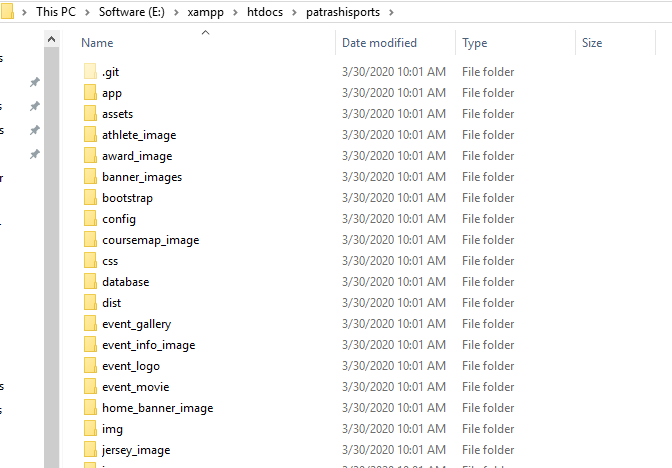 This PC > Software (E:) > xampp > htdocs > patrashisports >
Name Date modified Type Size
.git 3/30/2020 10:01 AM File folder
app 3/30/2020 10:01 AM File folder
assets 3/30/2020 10:01 AM File folder
athlete_image 3/30/2020 10:01 AM File folder
award_image 3/30/2020 10:01 AM File folder
banner_images 3/30/2020 10:01 AM File folder
bootstrap 3/30/2020 10:01 AM File folder
config 3/30/2020 10:01 AM File folder
coursemap_image 3/30/2020 10:01 AM File folder
css 3/30/2020 10:01 AM File folder
database 3/30/2020 10:01 AM File folder
dist 3/30/2020 10:01 AM File folder
event_gallery 3/30/2020 10:01 AM File folder
event_info_image 3/30/2020 10:01 AM File folder
event_logo 3/30/2020 10:01 AM File folder
event_movie 3/30/2020 10:01 AM File folder
home_banner_image 3/30/2020 10:01 AM File folder
img 3/30/2020 10:01 AM File folder
jersey_image 3/30/2020 10:01 AM File folder